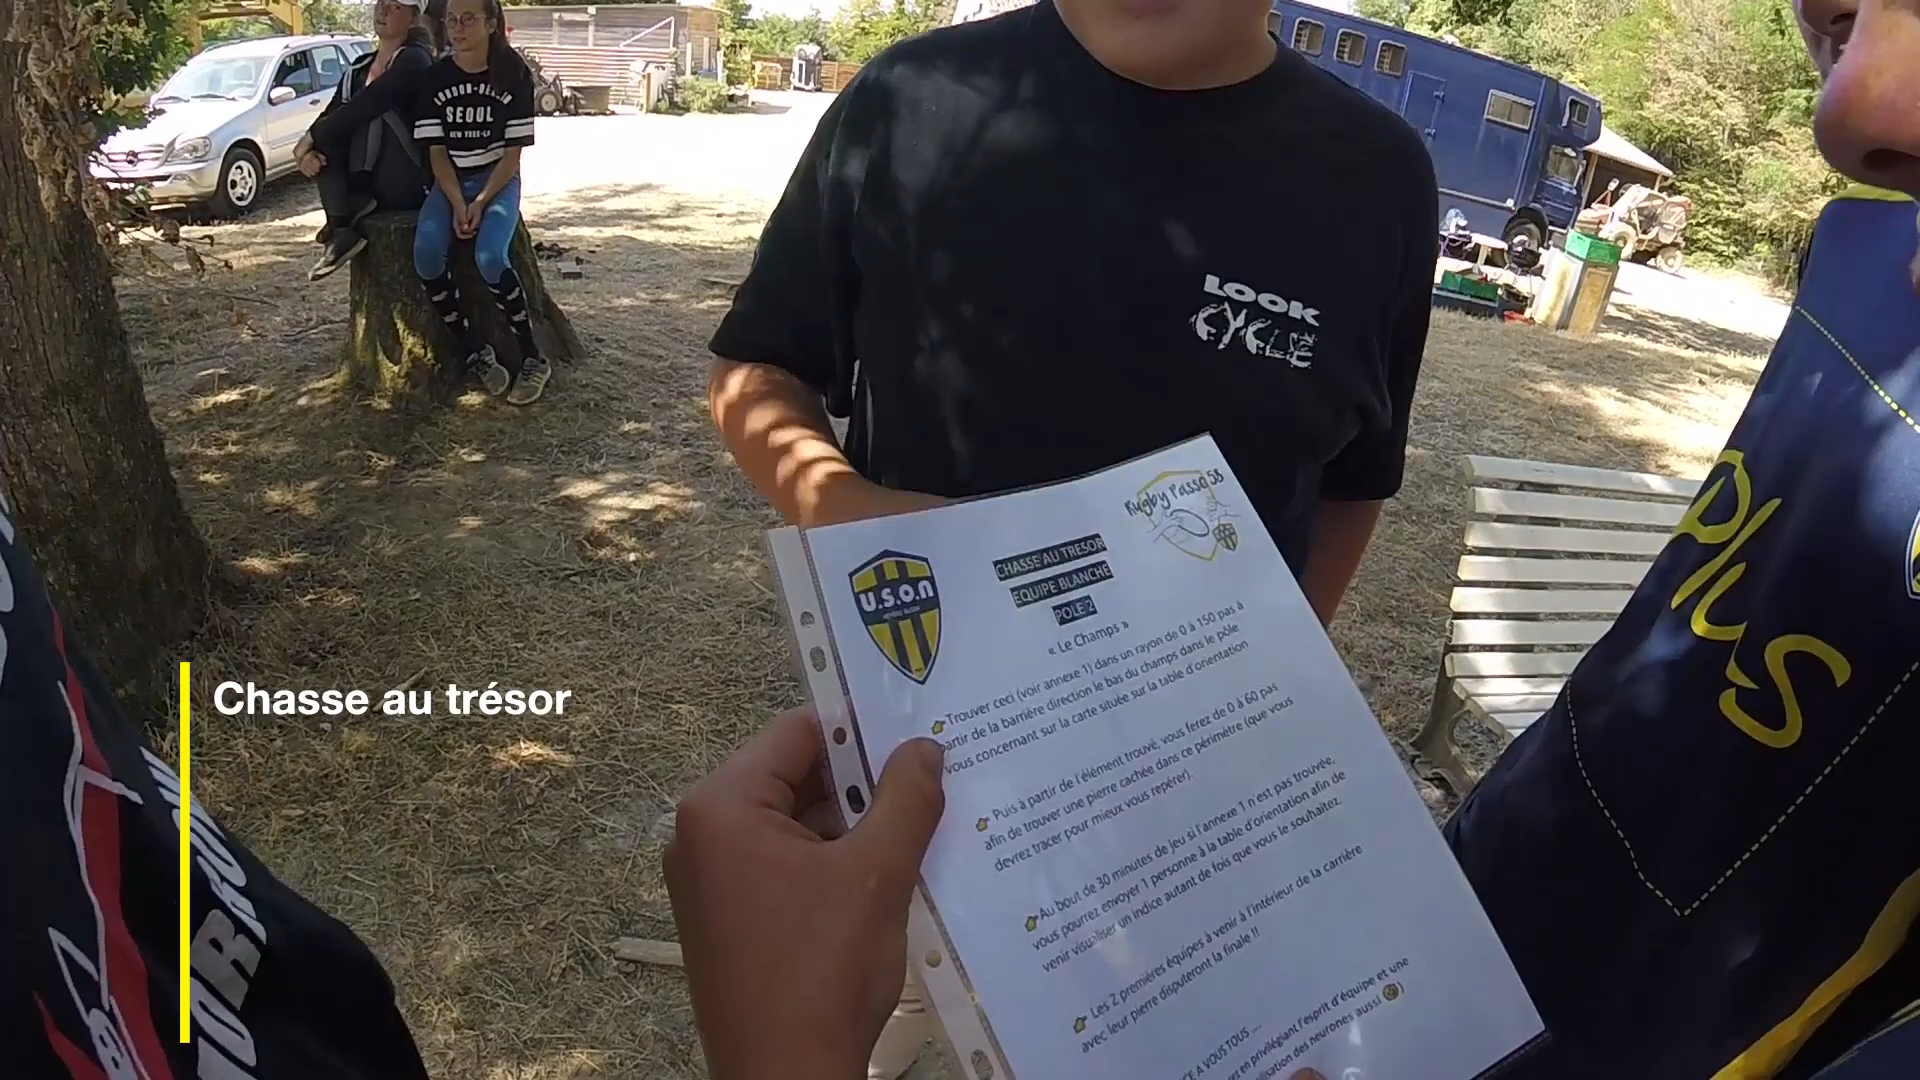 LONDON-BERLIN
SEOUL
NEW YORK-LA
LOOK
CYCLE
Rugby Passe 58
U.S.O.N
CHASSE AU TRESOR
EQUIPE BLANCHE
POLE 2
« Le Champs »
Trouver ceci (voir annexe 1) dans un rayon de 0 à 150 pas à
partir de la barrière direction le bas du champs dans le pôle
vous concernant sur la carte située sur la table d'orientation
Puis à partir de l'élément trouvé, vous ferez de 0 à 60 pas
afin de trouver une pierre cachée dans ce périmètre (que vous
devrez tracer pour mieux vous repérer).
Au bout de 30 minutes de jeu si l'annexe 1 n'est pas trouvée,
vous pourrez envoyer 1 personne à la table d'orientation afin de
venir visualiser un indice autant de fois que vous le souhaitez.
Les 2 premières équipes à venir à l'intérieur de la carrière
avec leur pierre disputeront la finale !!
A VOUS TOUS ...
en privilégiant l'esprit d'équipe et une
des neurones aussi )
Plus
Chasse au trésor